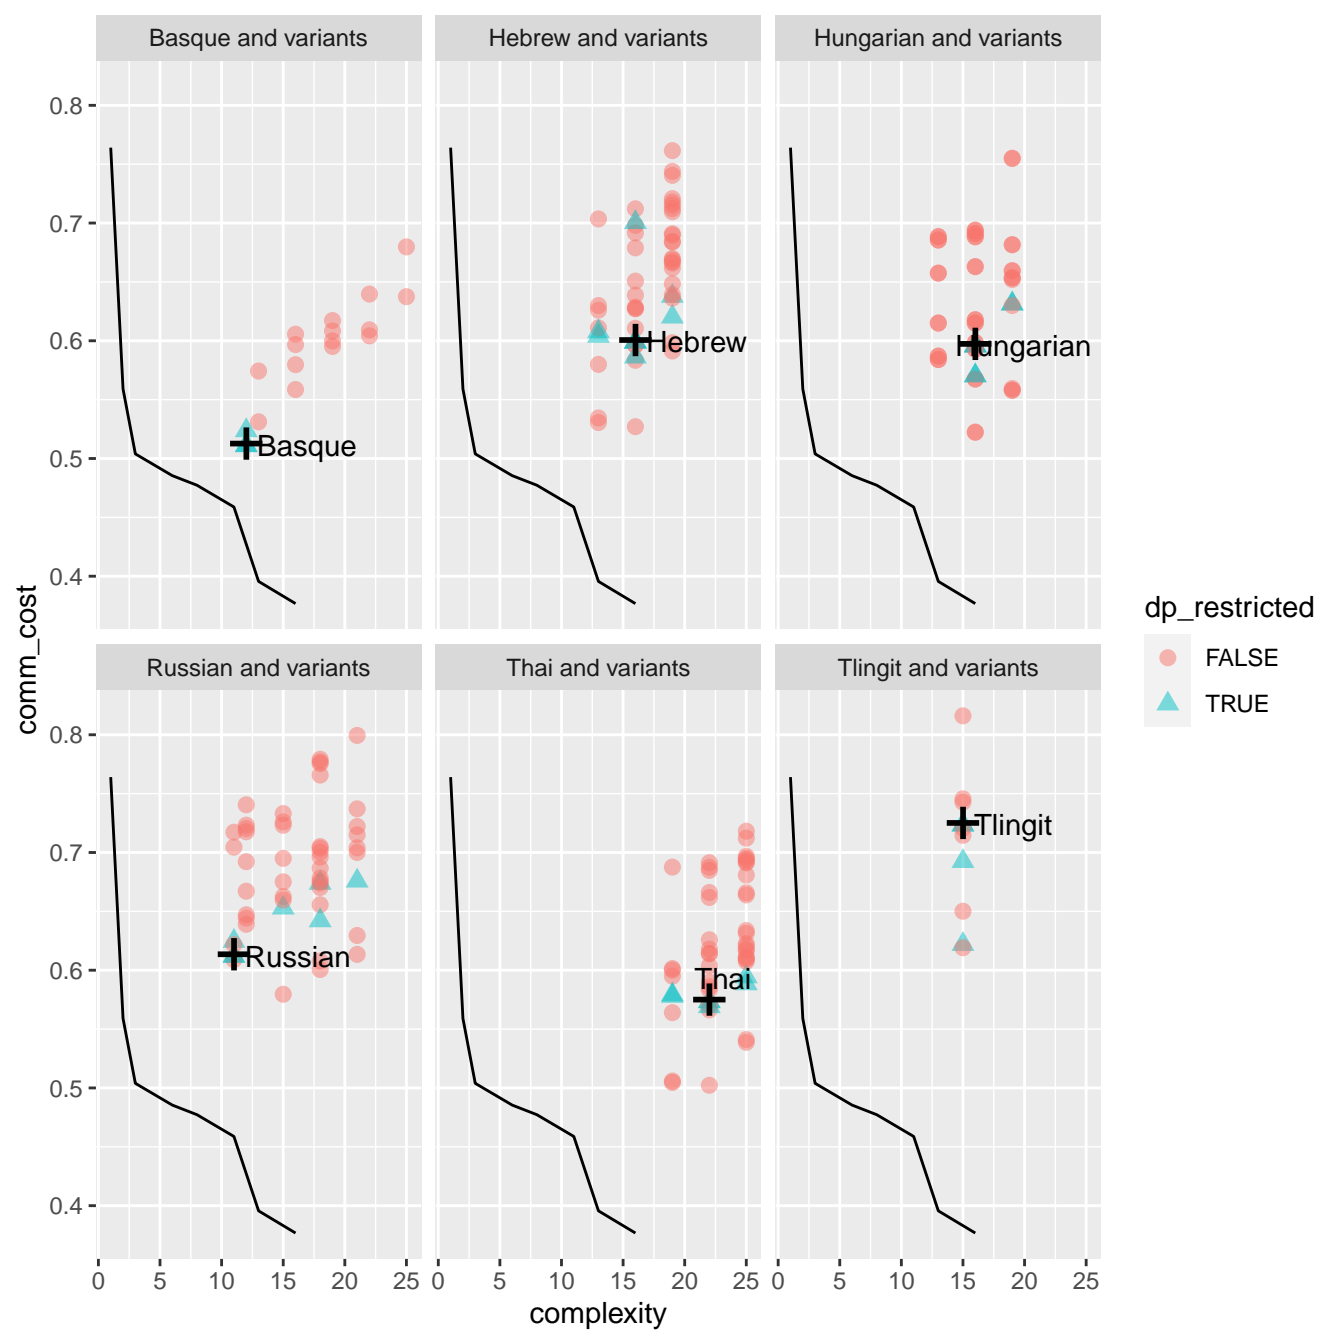 Basque and variants
Hebrew and variants
Hungarian and variants
0.8
0.7
0.6
0.5
0.4
Basque
Hebrew
Hungarian
comm_cost
Russian and variants
Thai and variants
Tlingit and variants
0.8
0.7
0.6
0.5
0.4
Russian
Thai
Tlingit
0 5 10 15 20 25
0 5 10 15 20 25
0 5 10 15 20 25
complexity
dp_restricted
FALSE
TRUE